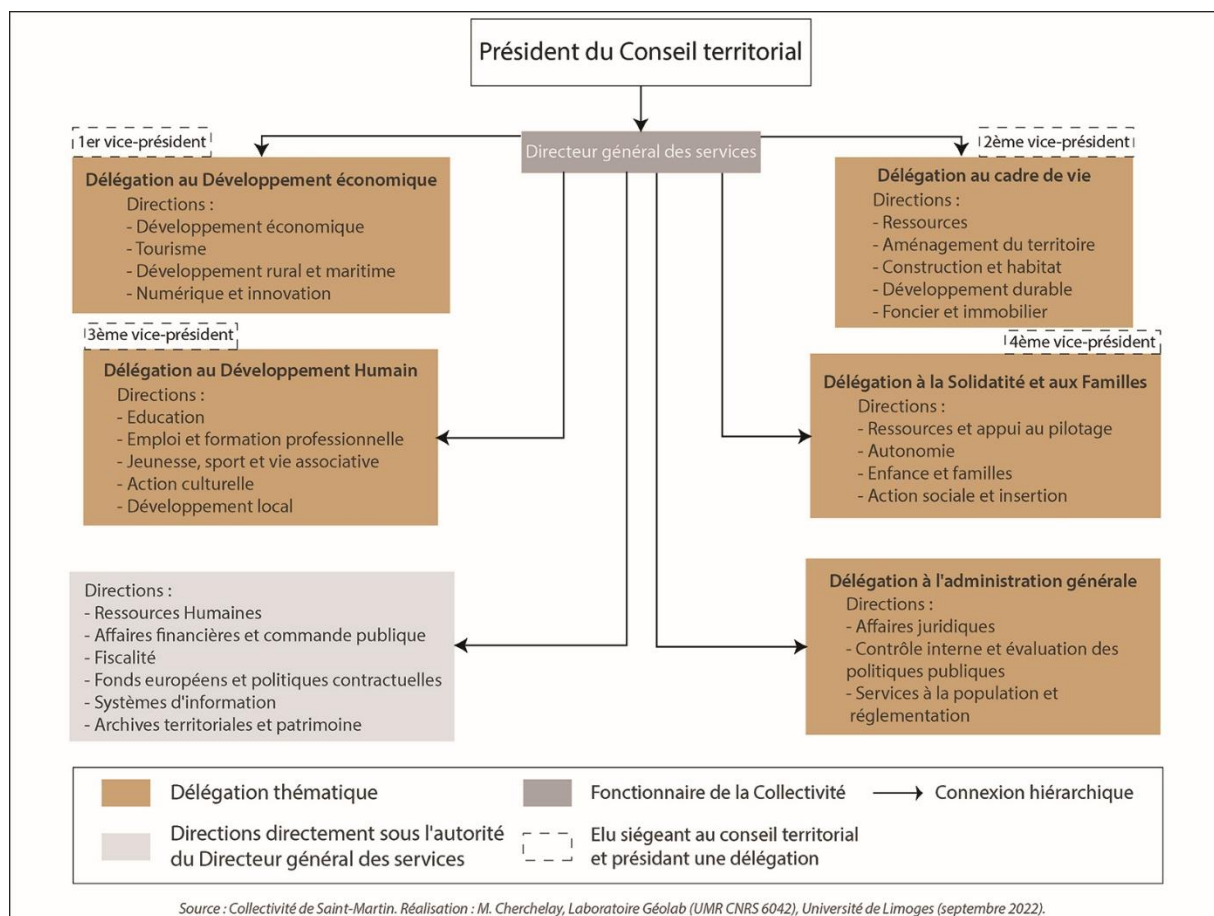 Président du Conseil territorial
Directeur général des services
1er vice-président
Délégation au Développement économique
Directions :
- Développement économique
- Tourisme
- Développement rural et maritime
- Numérique et innovation
2ème vice-président
Délégation au cadre de vie
Directions :
- Ressources
- Aménagement du territoire
- Construction et habitat
- Développement durable
- Foncier et immobilier
3ème vice-président
Délégation au Développement Humain
Directions :
- Education
- Emploi et formation professionnelle
- Jeunesse, sport et vie associative
- Action culturelle
- Développement local
4ème vice-président
Délégation à la Solidatité et aux Familles
Directions :
- Ressources et appui au pilotage
- Autonomie
- Enfance et familles
- Action sociale et insertion
Directions :
- Ressources Humaines
- Affaires financières et commande publique
- Fiscalité
- Fonds européens et politiques contractuelles
- Systèmes d'information
- Archives territoriales et patrimoine
Délégation à l'administration générale
Directions :
- Affaires juridiques
- Contrôle interne et évaluation des
politiques publiques
- Services à la population et
réglementation
Délégation thématique
Fonctionnaire de la Collectivité
Connexion hiérarchique
Directions directement sous l'autorité
du Directeur général des services
Elu siégeant au conseil territorial
et présidant une délégation
Source : Collectivité de Saint-Martin. Réalisation : M. Cherchelay, Laboratoire Géolab (UMR CNRS 6042), Université de Limoges (septembre 2022).